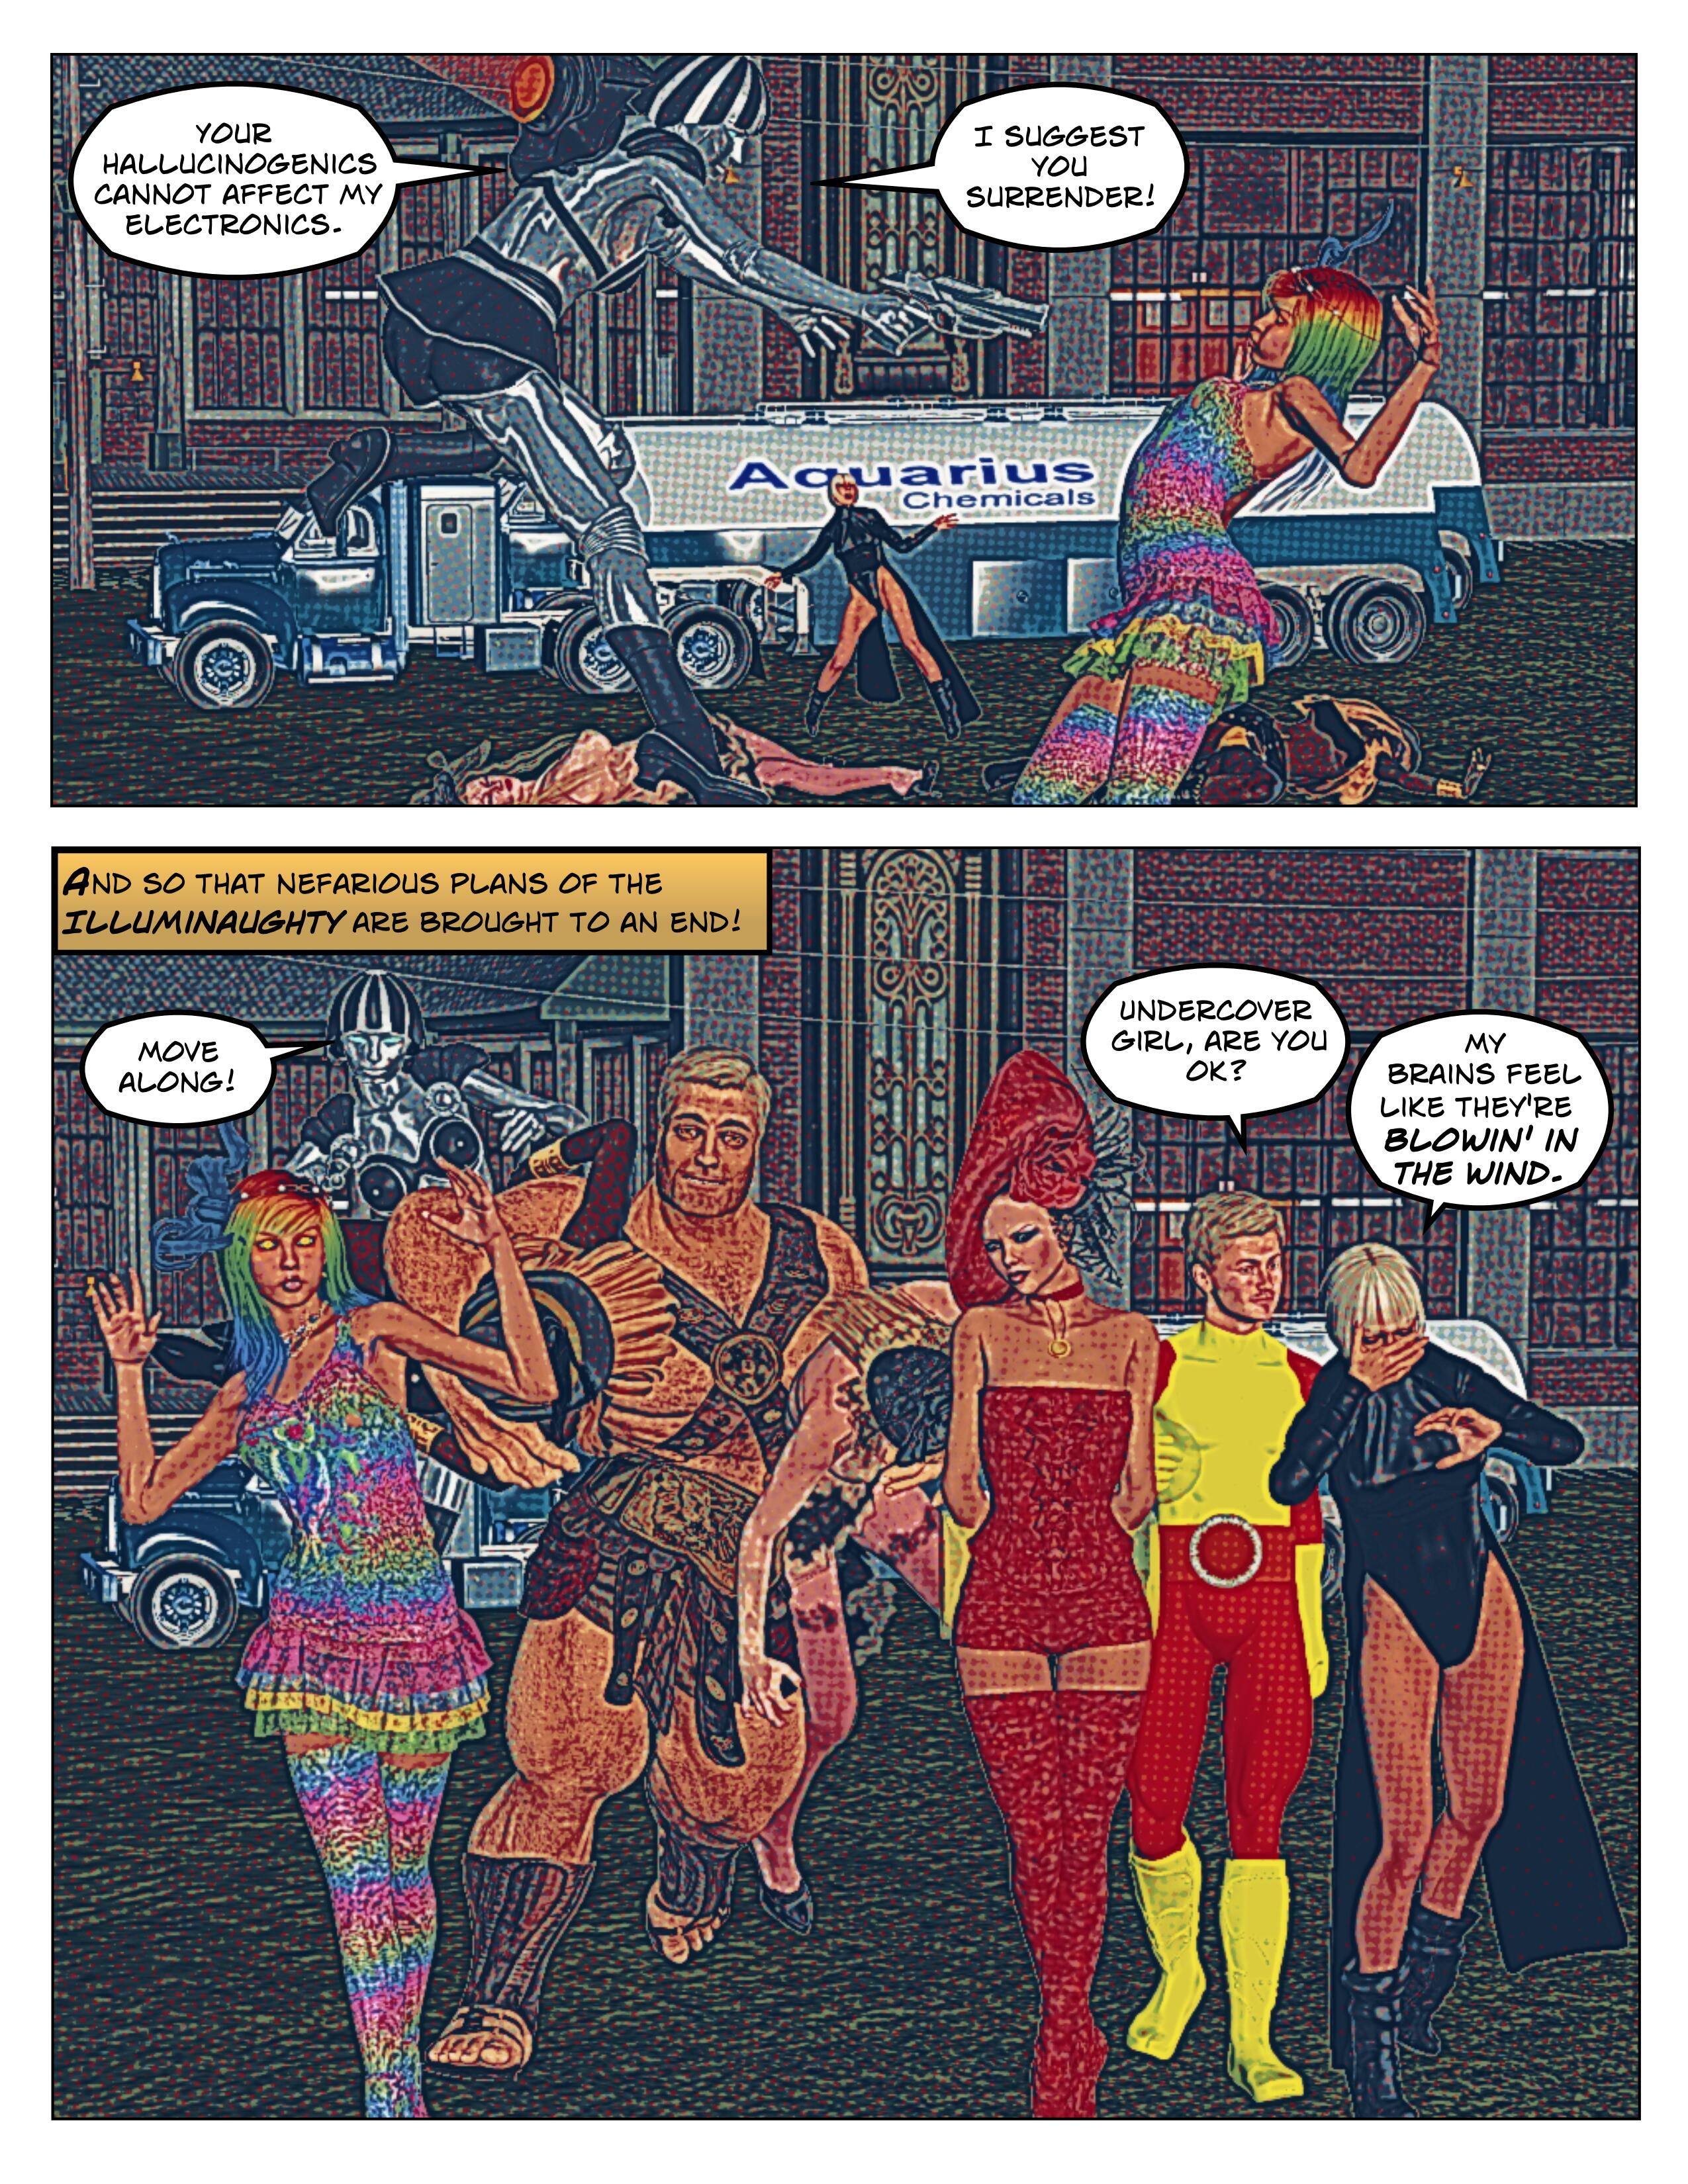 YOUR
HALLUCINOGENICS
CANNOT AFFECT MY
ELECTRONICS.
I SUGGEST
YOU
SURRENDER!
Aquarius
Chemicals
AND SO THAT NEFARIOUS PLANS OF THE
ILLUMINAUGHTY ARE BROUGHT TO AN END!
MOVE
ALONG!
UNDERCOVER
GIRL, ARE YOU
OK?
MY
BRAINS FEEL
LIKE THEY'RE
BLOWIN' IN
THE WIND.